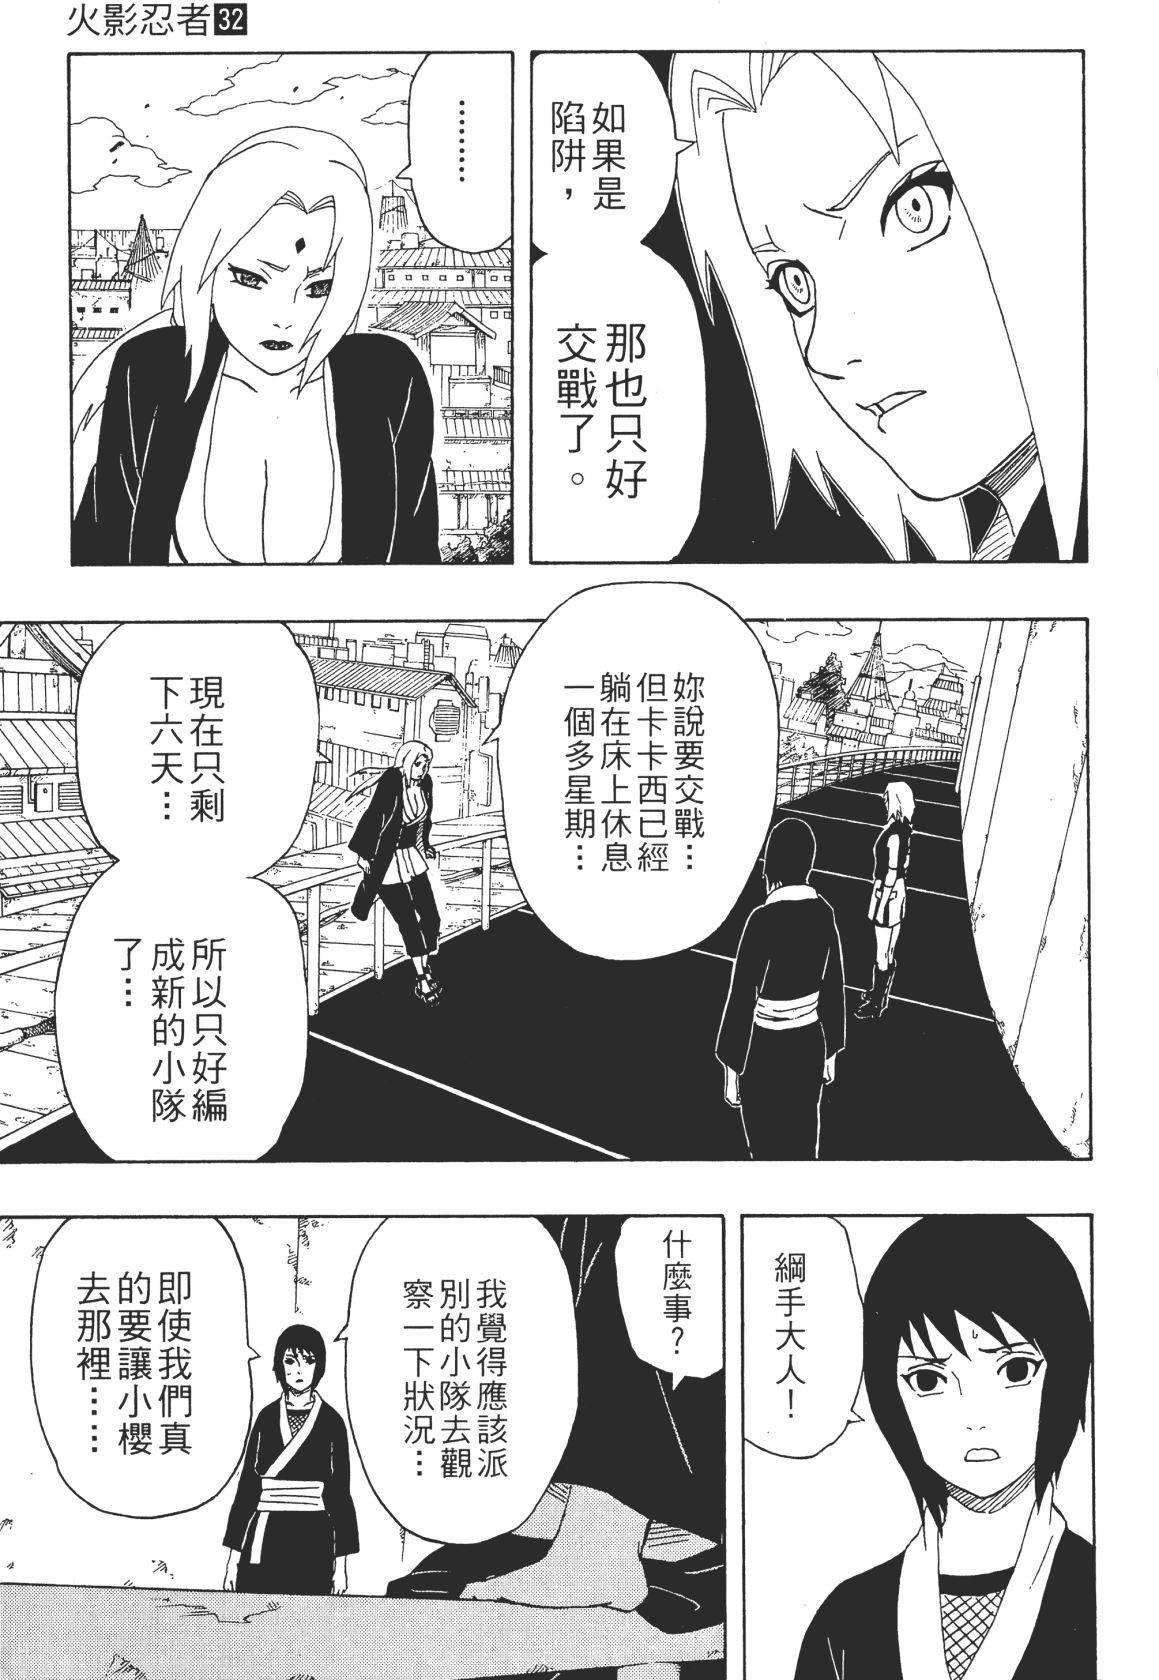 火影忍者32
如果是
陷阱，
那也只好
交戰了。
………
妳說要交戰…
但卡卡西已經
躺在床上休息
一個多星期…
現在只剩
下六天…
所以只好編
成新的小隊
了…
綱手大人！
什麼事？
我覺得應該派
別的小隊去觀
察一下狀況…
即使我們真
的要讓小櫻
去那裡……